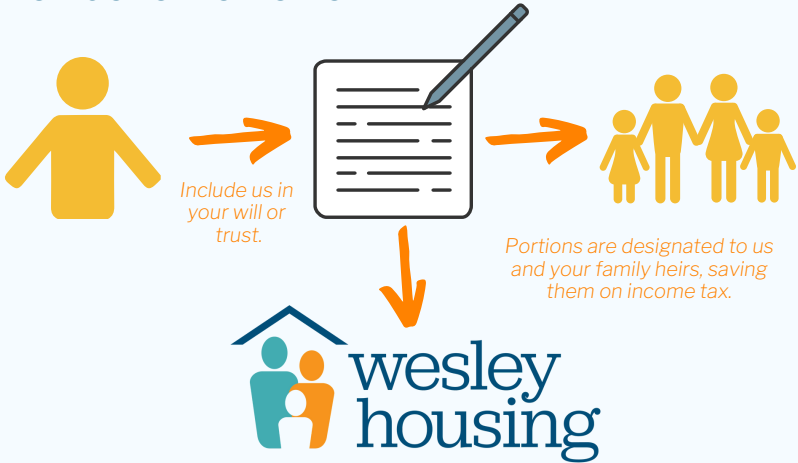 Include us in
your will or
trust.
Portions are designated to us
and your family heirs, saving
them on income tax.
wesley
housing